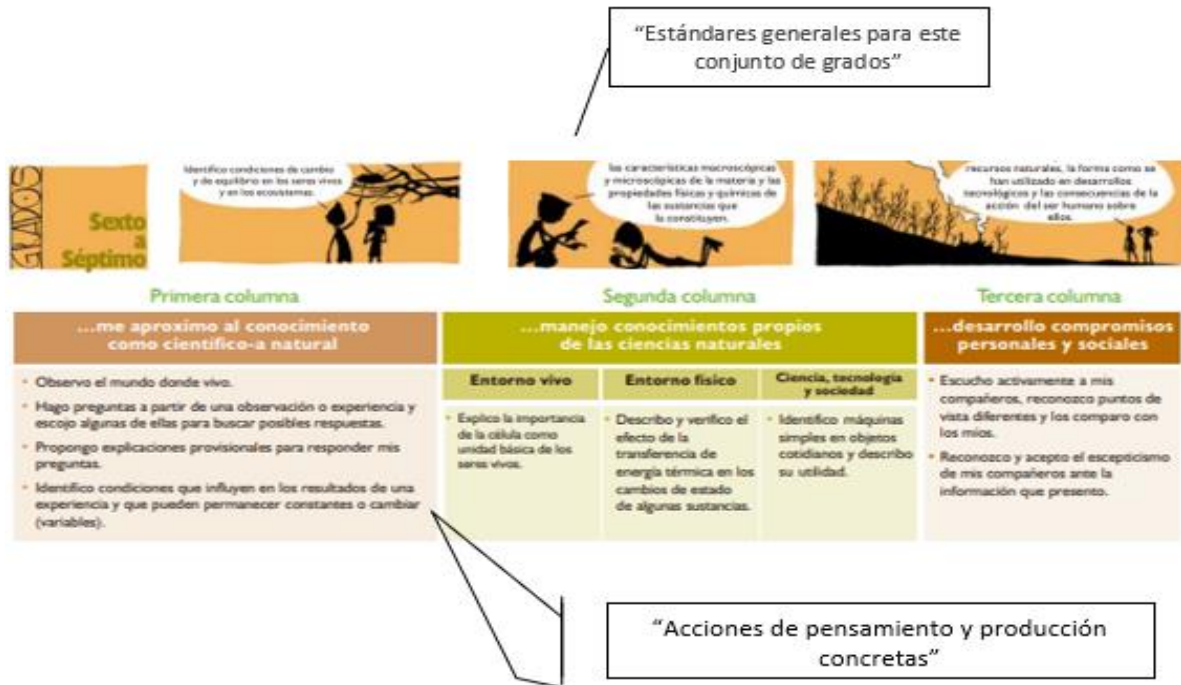 “Estándares generales para este
conjunto de grados”
GRADOS
Sexto
a
Séptimo
Identifico condiciones de cambio
y de equilibrio en los seres vivos
y en los ecosistemas.
las características macroscópicas
y microscópicas de la materia y las
propiedades físicas y químicas de
las sustancias que
la constituyen.
recursos naturales, la forma como se
han utilizado en desarrollos
tecnológicos y las consecuencias de la
acción del ser humano sobre
ellos.
Primera columna
...me aproximo al conocimiento
como científico-a natural
• Observo el mundo donde vivo.
• Hago preguntas a partir de una observación o experiencia y
escojo algunas de ellas para buscar posibles respuestas.
• Propongo explicaciones provisionales para responder mis
preguntas.
• Identifico condiciones que influyen en los resultados de una
experiencia y que pueden permanecer constantes o cambiar
(variables).
Segunda columna
...manejo conocimientos propios
de las ciencias naturales
Entorno vivo
• Explico la importancia
de la célula como
unidad básica de los
seres vivos.
Entorno físico
• Describo y verifico el
efecto de la
transferencia de
energía térmica en los
cambios de estado
de algunas sustancias.
Ciencia, tecnología
y sociedad
• Identifico máquinas
simples en objetos
cotidianos y describo
su utilidad.
Tercera columna
...desarrollo compromisos
personales y sociales
• Escucho activamente a mis
compañeros, reconozco puntos de
vista diferentes y los comparo con
los míos.
• Reconozco y acepto el escepticismo
de mis compañeros ante la
información que presento.
“Acciones de pensamiento y producción
concretas”